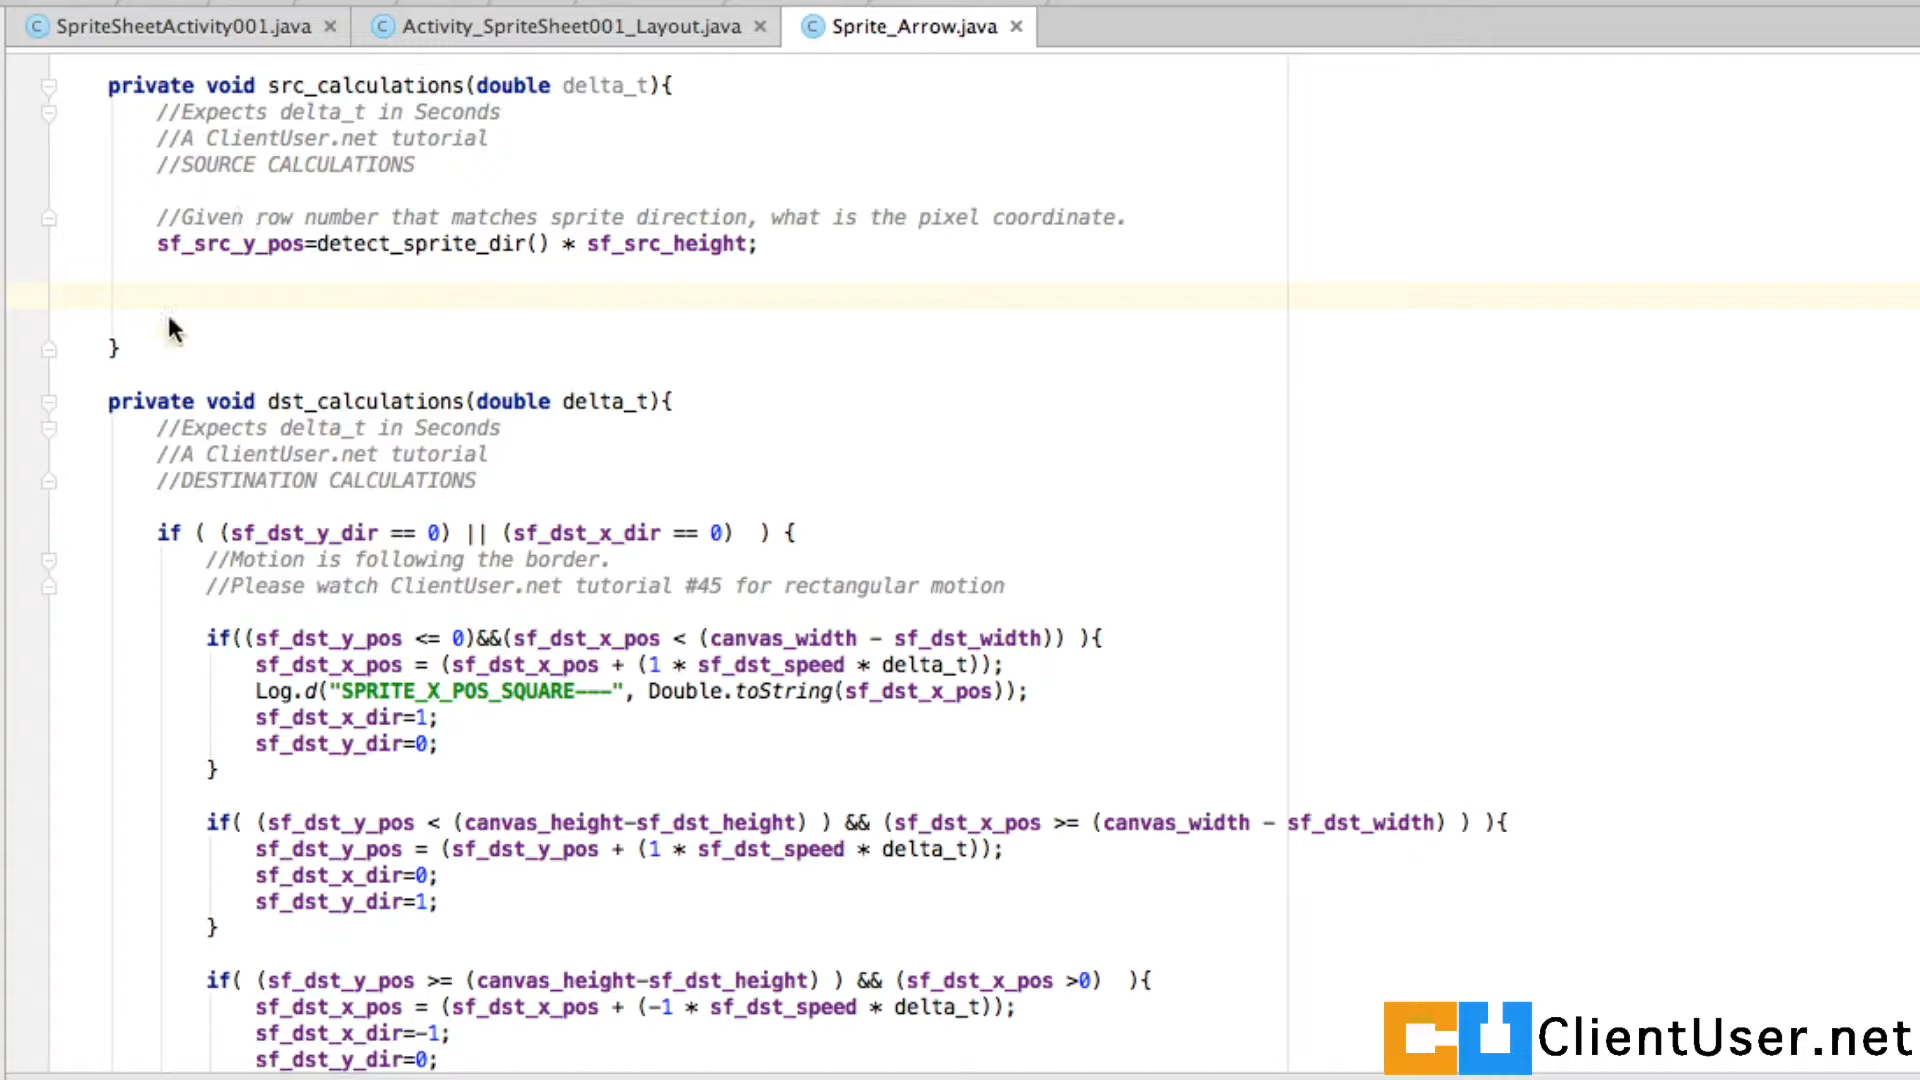 SpriteSheetActivity001.java
Activity_SpriteSheet001_Layout.java
Sprite_Arrow.java
private void src_calculations(double delta_t){
//Expects delta_t in Seconds
//A ClientUser.net tutorial
//SOURCE CALCULATIONS
//Given row number that matches sprite direction, what is the pixel coordinate.
sf_src_y_pos=detect_sprite_dir() * sf_src_height;
}
private void dst_calculations(double delta_t){
//Expects delta_t in Seconds
//A ClientUser.net tutorial
//DESTINATION CALCULATIONS
if ( (sf_dst_y_dir == 0) || (sf_dst_x_dir == 0)  ) {
//Motion is following the border.
//Please watch ClientUser.net tutorial #45 for rectangular motion
if((sf_dst_y_pos <= 0)&&(sf_dst_x_pos < (canvas_width - sf_dst_width)) ){
sf_dst_x_pos = (sf_dst_x_pos + (1 * sf_dst_speed * delta_t));
Log.d("SPRITE_X_POS_SQUARE---", Double.toString(sf_dst_x_pos));
sf_dst_x_dir=1;
sf_dst_y_dir=0;
}
if( (sf_dst_y_pos < (canvas_height-sf_dst_height) ) && (sf_dst_x_pos >= (canvas_width - sf_dst_width) ) ){
sf_dst_y_pos = (sf_dst_y_pos + (1 * sf_dst_speed * delta_t));
sf_dst_x_dir=0;
sf_dst_y_dir=1;
}
if( (sf_dst_y_pos >= (canvas_height-sf_dst_height) ) && (sf_dst_x_pos >0)  ){
sf_dst_x_pos = (sf_dst_x_pos + (-1 * sf_dst_speed * delta_t));
sf_dst_x_dir=-1;
sf_dst_y_dir=0;
ClientUser.net